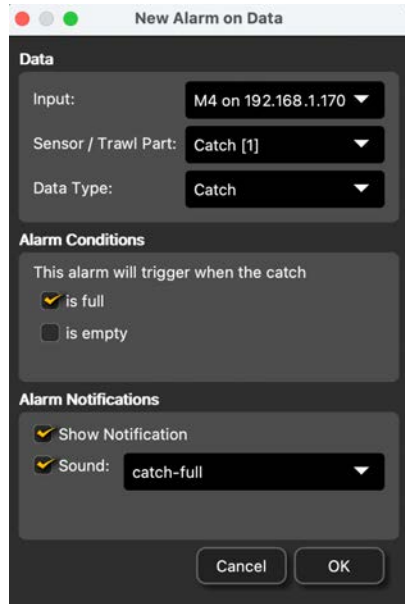 New Alarm on Data
Data
Input: M4 on 192.168.1.170
Sensor / Trawl Part: Catch [1]
Data Type: Catch
Alarm Conditions
This alarm will trigger when the catch
is full
is empty
Alarm Notifications
Show Notification
Sound: catch-full
Cancel OK